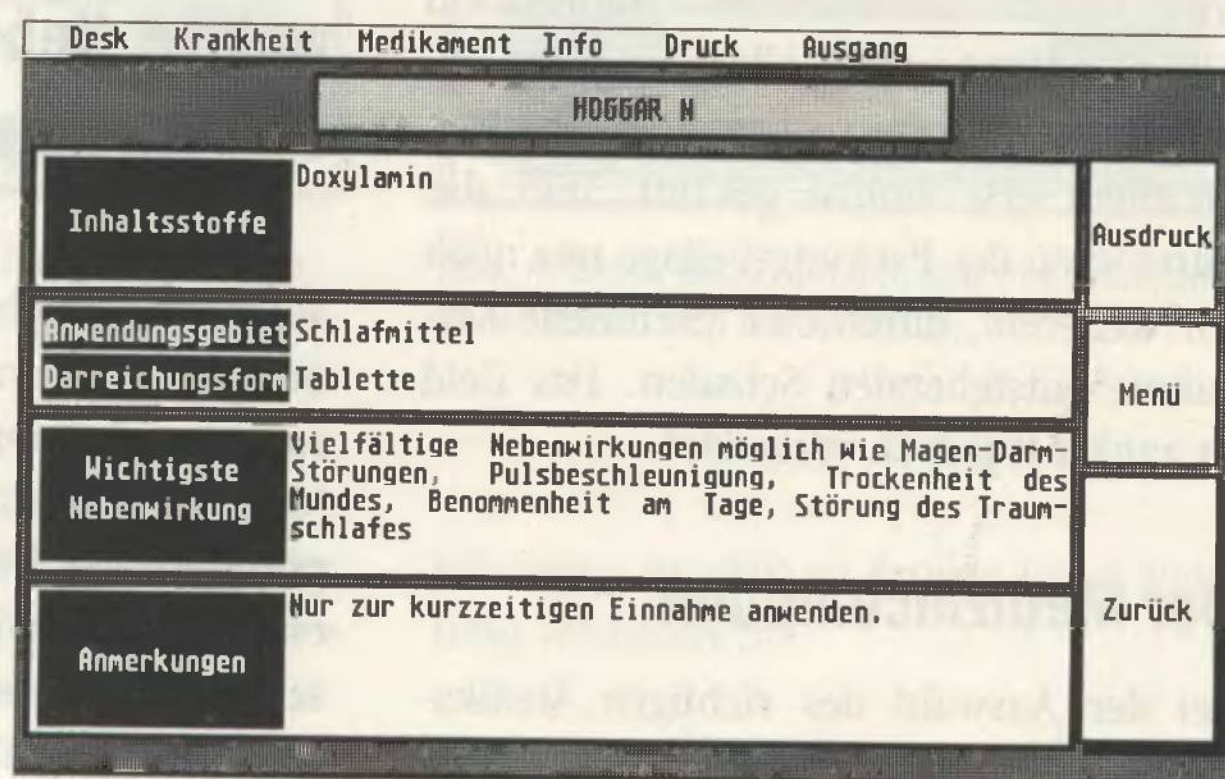 Desk Krankheit Medikament Info Druck Ausgang
HOGGAR N
Inhaltsstoffe
Doxylamin
Ausdruck
Anwendungsgebiet Schlafmittel
Darreichungsform Tablette
Menü
Wichtigste
Nebenwirkung
Vielfältige Nebenwirkungen möglich wie Magen-Darm-
Störungen, Pulsbeschleunigung, Trockenheit des
Mundes, Benommenheit am Tage, Störung des Traum-
schlafes
Zurück
Anmerkungen
Nur zur kurzzeitigen Einnahme anwenden.